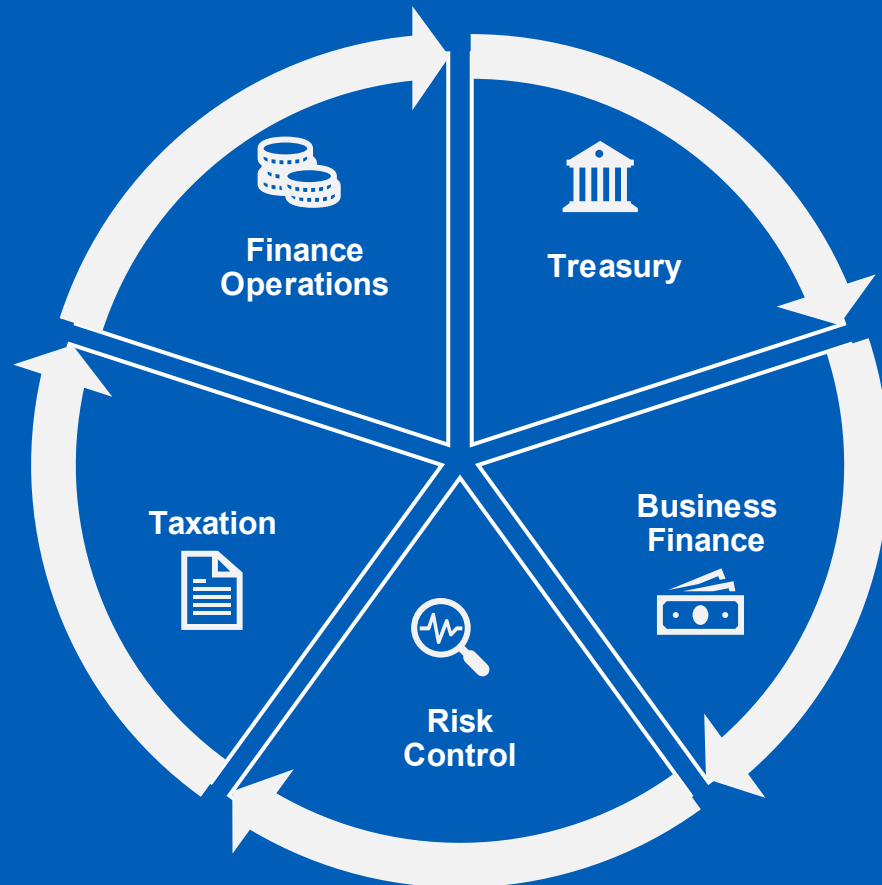 Finance
Operations
Treasury
Business
Finance
Taxation
Risk
Control